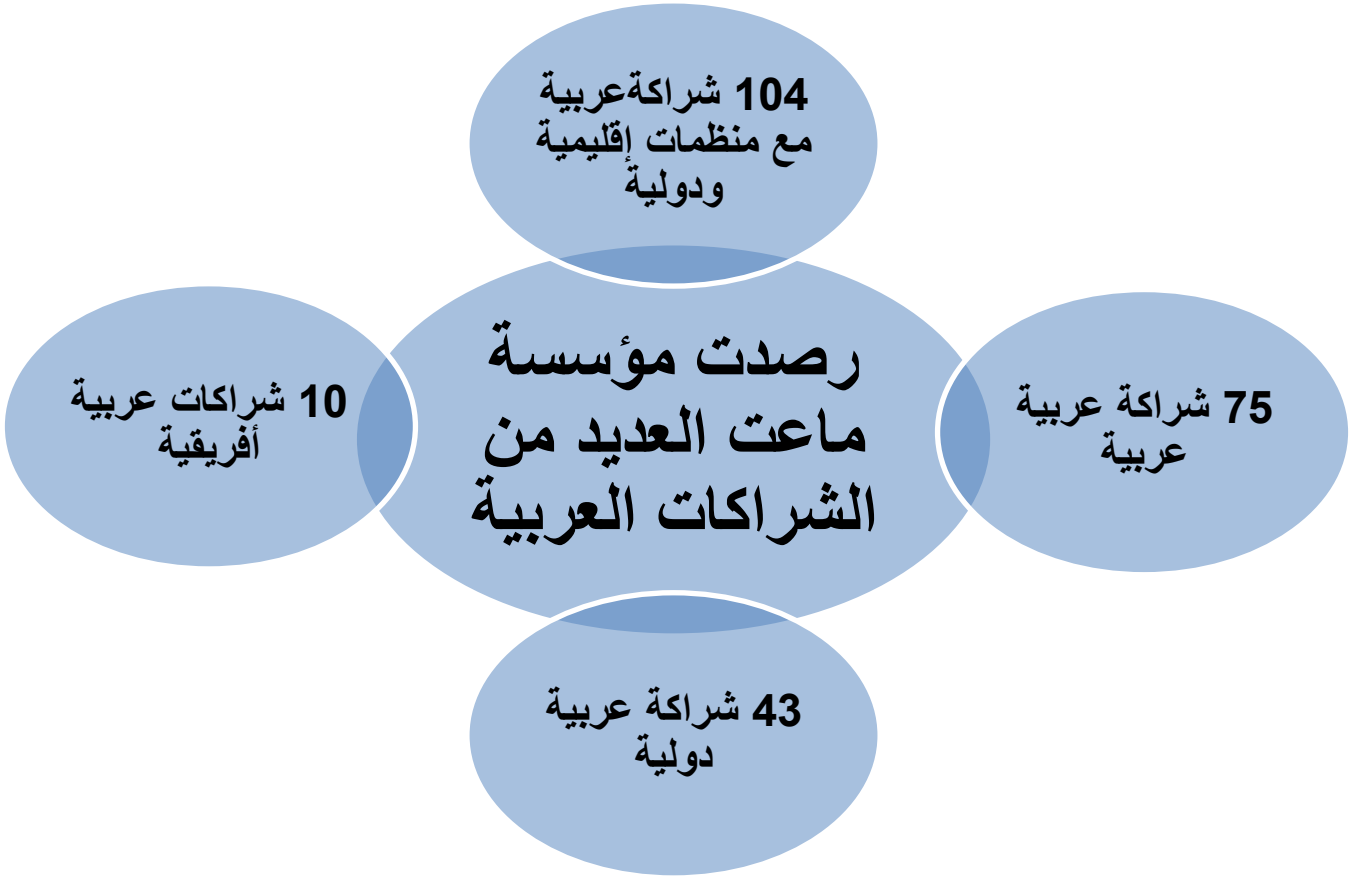 104 شراكةعربية
مع منظمات إقليمية
ودولية
رصدت مؤسسة
ماعت العديد من
الشراكات العربية
75 شراكة عربية
عربية
10 شراكات عربية
أفريقية
43 شراكة عربية
دولية